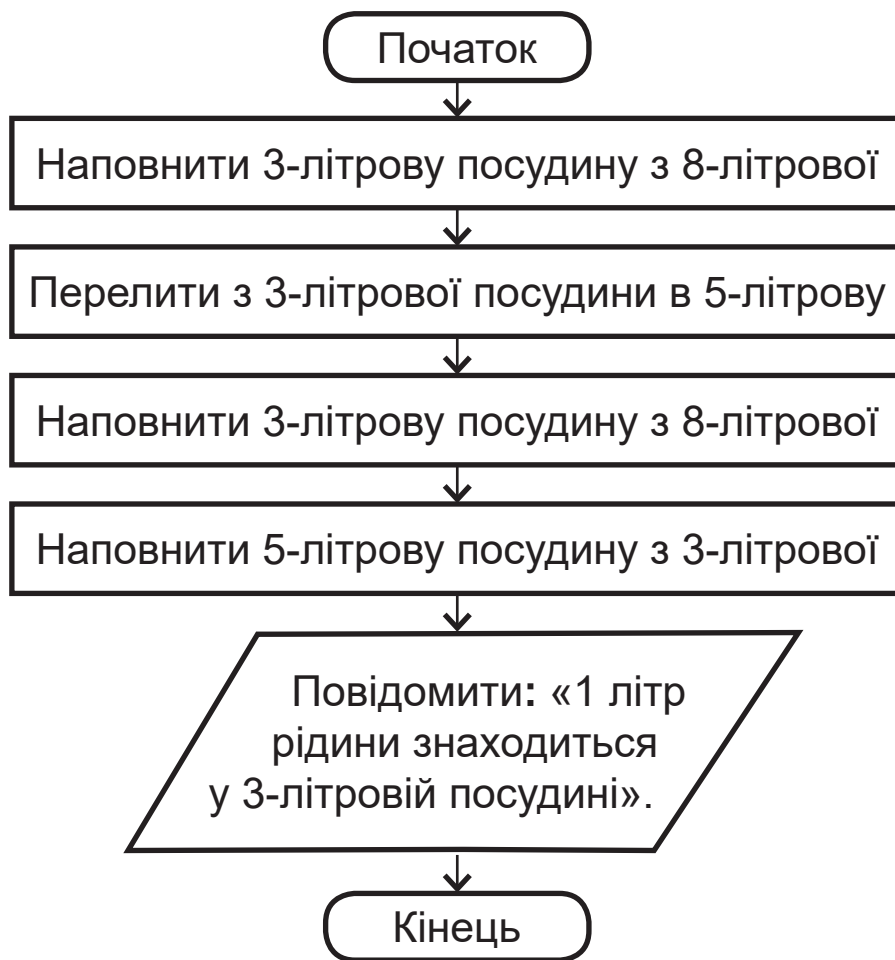 Початок
Наповнити 3-літрову посудину з 8-літрової
Перелити з 3-літрової посудини в 5-літрову
Наповнити 3-літрову посудину з 8-літрової
Наповнити 5-літрову посудину з 3-літрової
Повідомити: «1 літр
рідини знаходиться
у 3-літровій посудині».
Кінець